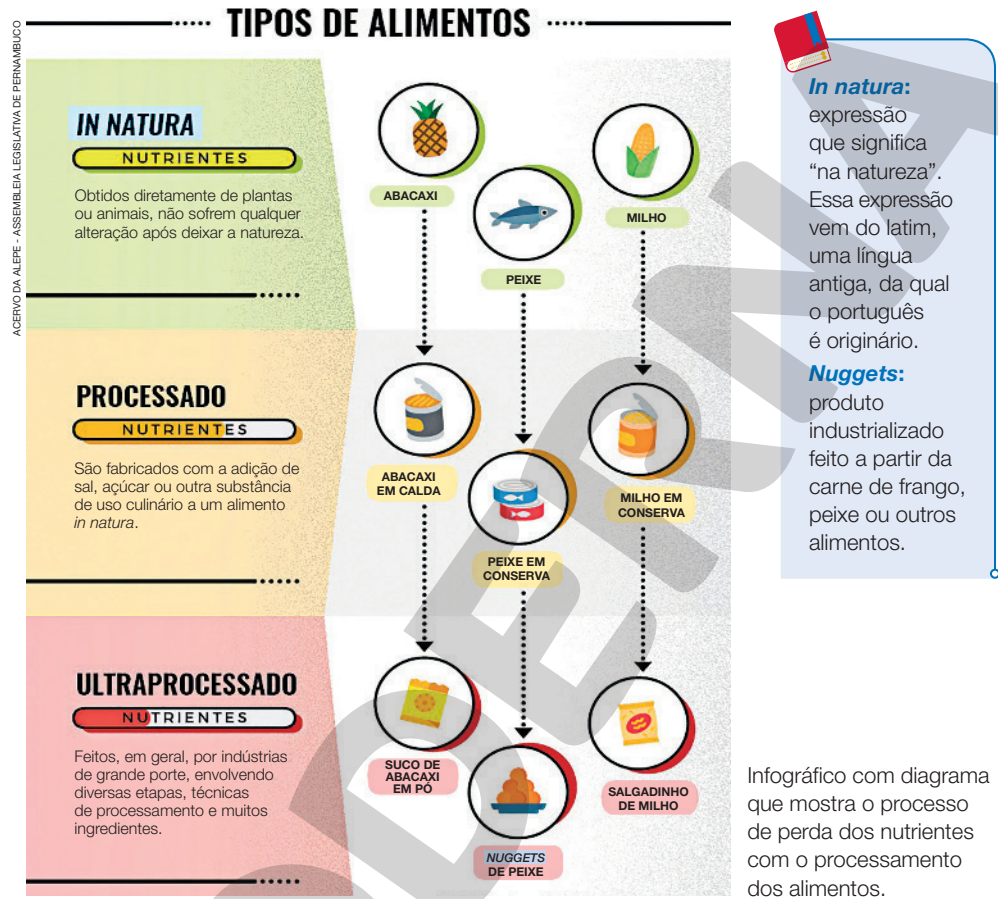 TIPOS DE ALIMENTOS
ACERVO DA ALEPE - ASSEMBLEIA LEGISLATIVA DE PERNAMBUCO
IN NATURA
NUTRIENTES
Obtidos diretamente de plantas
ou animais, não sofrem qualquer
alteração após deixar a natureza.
ABACAXI
PEIXE
MILHO
PROCESSADO
NUTRIENTES
São fabricados com a adição de
sal, açúcar ou outra substância
de uso culinário a um alimento
in natura.
ABACAXI
EM CALDA
PEIXE EM
CONSERVA
MILHO EM
CONSERVA
ULTRAPROCESSADO
NUTRIENTES
Feitos, em geral, por indústrias
de grande porte, envolvendo
diversas etapas, técnicas
de processamento e muitos
ingredientes.
SUCO DE
ABACAXI
EM PÓ
NUGGETS
DE PEIXE
SALGADINHO
DE MILHO
In natura:
expressão
que significa
“na natureza”.
Essa expressão
vem do latim,
uma língua
antiga, da qual
o português
é originário.
Nuggets:
produto
industrializado
feito a partir da
carne de frango,
peixe ou outros
alimentos.
Infográfico com diagrama
que mostra o processo
de perda dos nutrientes
com o processamento
dos alimentos.